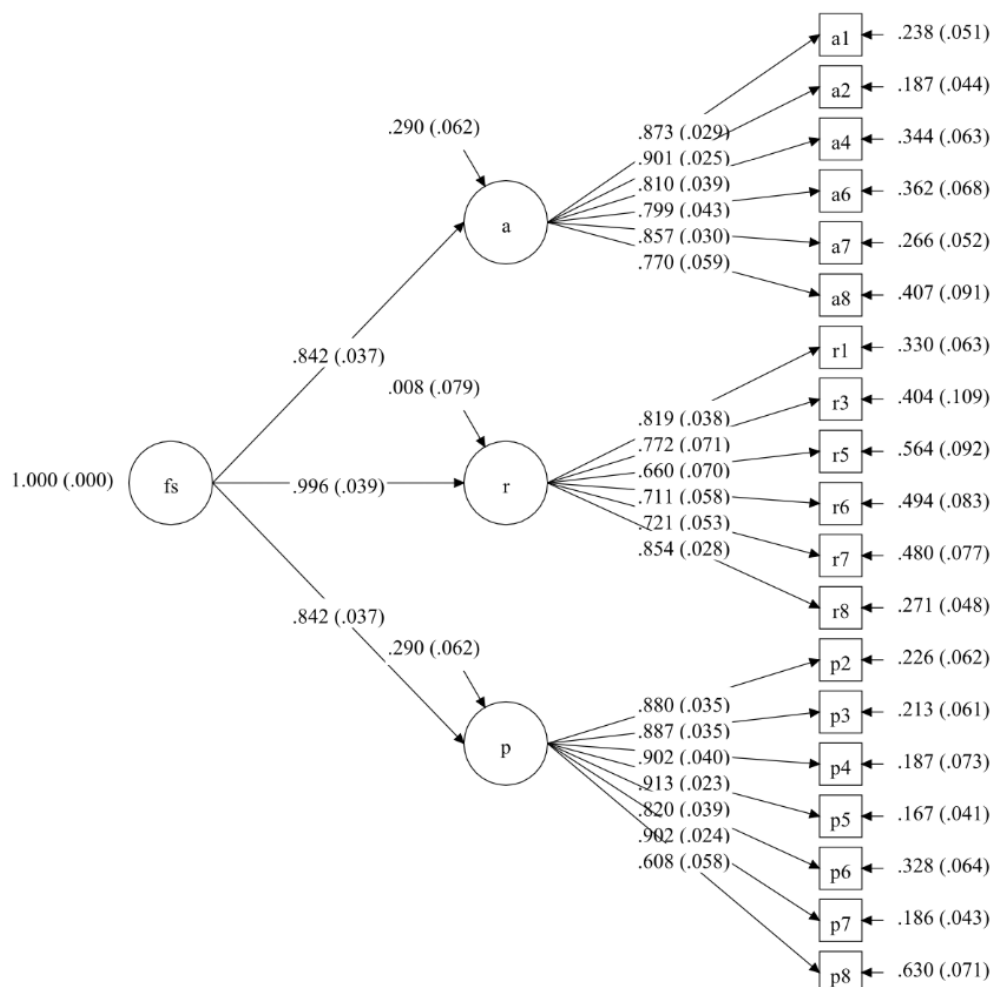 a1
.238 (.051)
a2
.187 (.044)
.290 (.062)
.873 (.029)
a4
.344 (.063)
.901 (.025)
.810 (.039)
a6
.362 (.068)
.799 (.043)
a
.857 (.030)
a7
.266 (.052)
.770 (.059)
a8
.407 (.091)
r1
.330 (.063)
.842 (.037)
.008 (.079)
r3
.404 (.109)
.819 (.038)
.772 (.071)
r5
.564 (.092)
.660 (.070)
1.000 (.000)
fs
.996 (.039)
r
.711 (.058)
r6
.494 (.083)
.721 (.053)
.854 (.028)
r7
.480 (.077)
r8
.271 (.048)
.842 (.037)
.290 (.062)
p2
.226 (.062)
.880 (.035)
.887 (.035)
p3
.213 (.061)
p
.902 (.040)
p4
.187 (.073)
.913 (.023)
.820 (.039)
p5
.167 (.041)
.902 (.024)
.608 (.058)
p6
.328 (.064)
p7
.186 (.043)
p8
.630 (.071)